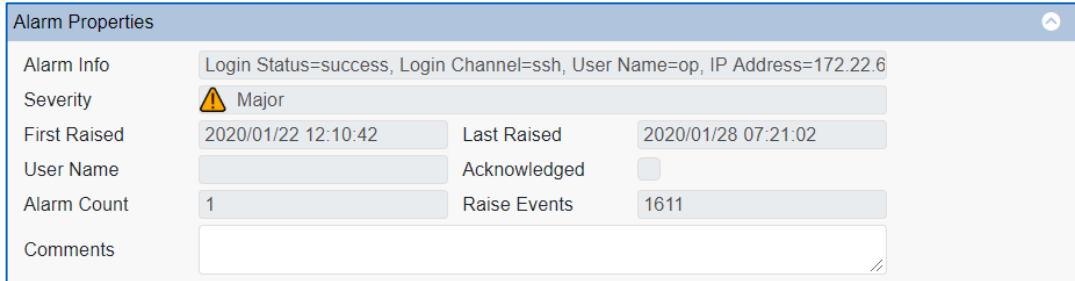 Alarm Properties
Alarm Info Login Status=success, Login Channel=ssh, User Name=op, IP Address=172.22.6
Severity Major
First Raised 2020/01/22 12:10:42 Last Raised 2020/01/28 07:21:02
User Name Acknowledged
Alarm Count 1 Raise Events 1611
Comments